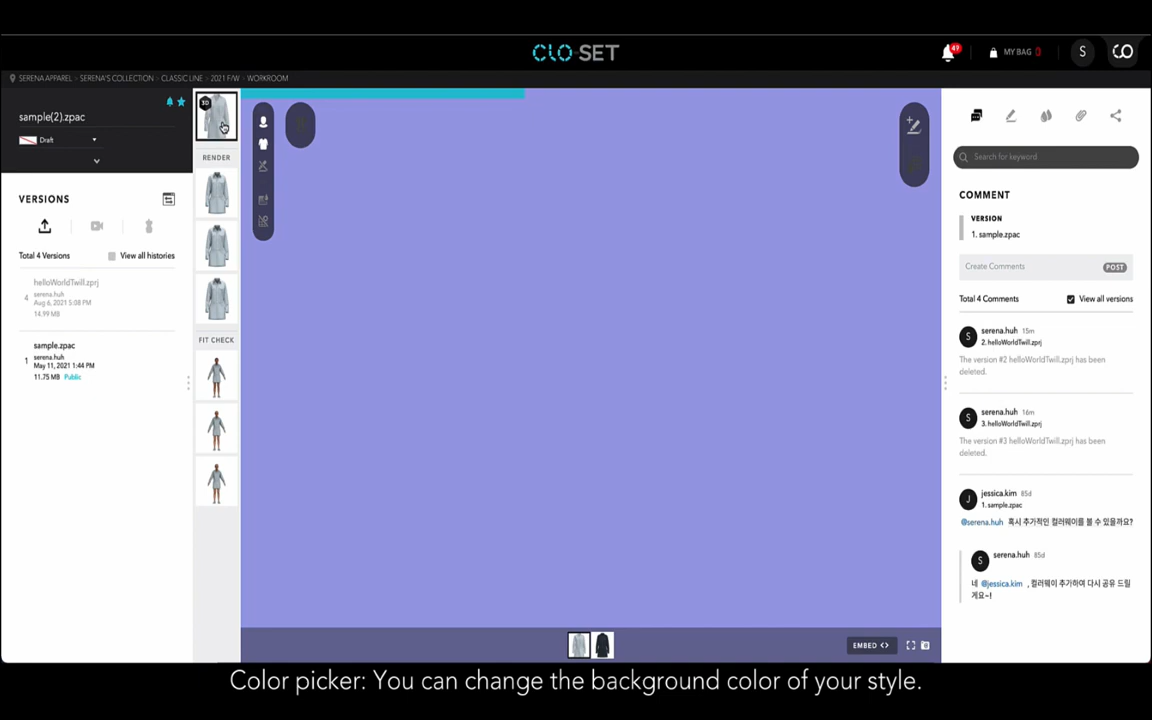 CLO-SET
49
MY BAG 0
S
SERENA APPAREL > SERENA'S COLLECTION > CLASSIC LINE > 2021 F/W > WORKROOM
sample(2).zpac
Draft
VERSIONS
Total 4 Versions
View all histories
4
helloWorldTwill.zprj
serena.huh
Aug 6, 2021 5:08 PM
14.99 MB
1
sample.zpac
serena.huh
May 11, 2021 1:44 PM
11.75 MB Public
3D
RENDER
FIT CHECK
EMBED <>
Search for keyword
COMMENT
VERSION
1. sample.zpac
Create Comments
POST
Total 4 Comments
View all versions
S
serena.huh 15m
2. helloWorldTwill.zprj
The version #2 helloWorldTwill.zprj has been
deleted.
S
serena.huh 16m
3. helloWorldTwill.zprj
The version #3 helloWorldTwill.zprj has been
deleted.
J
jessica.kim 85d
1. sample.zpac
@serena.huh 혹시 추가적인 컬러웨이를 볼 수 있을까요?
S
serena.huh 85d
네 @jessica.kim , 컬러웨이 추가하여 다시 공유 드릴
게요~!
Color picker: You can change the background color of your style.